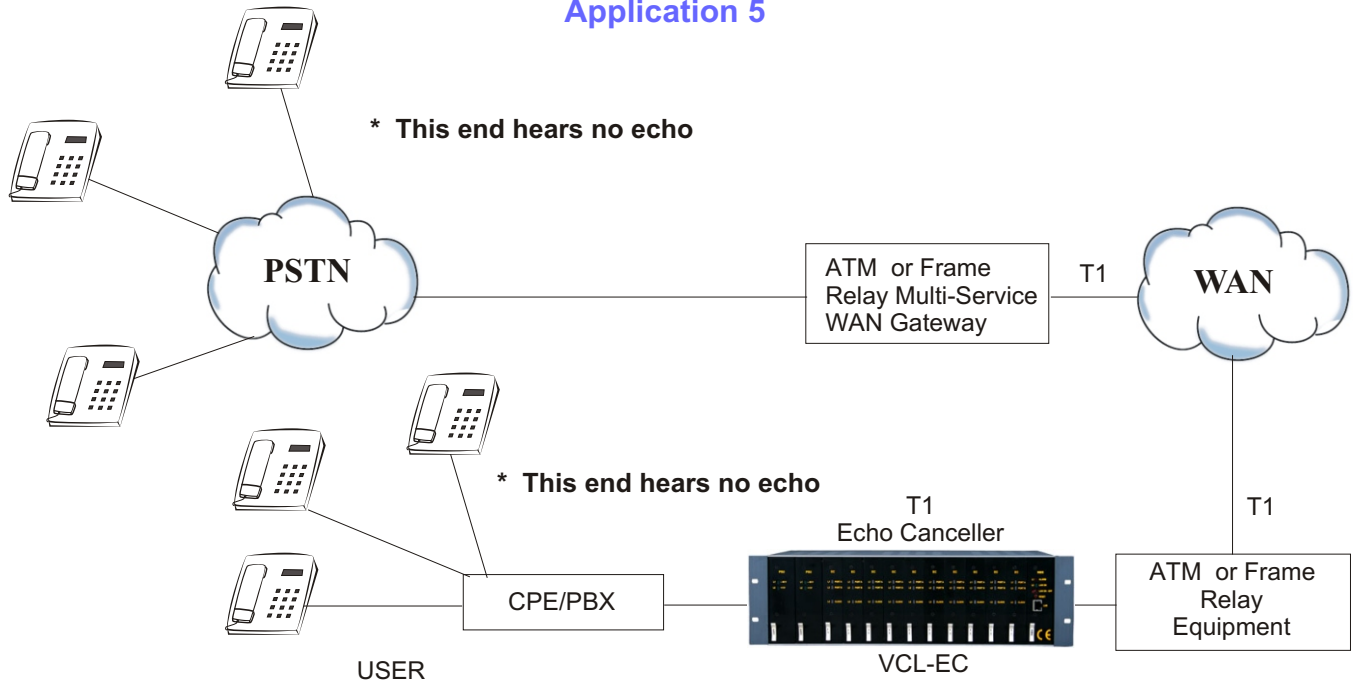 Application 5
* This end hears no echo
PSTN
ATM or Frame
Relay Multi-Service
WAN Gateway
T1
WAN
* This end hears no echo
T1
Echo Canceller
T1
CPE/PBX
ATM or Frame
Relay
Equipment
VCL-EC
USER